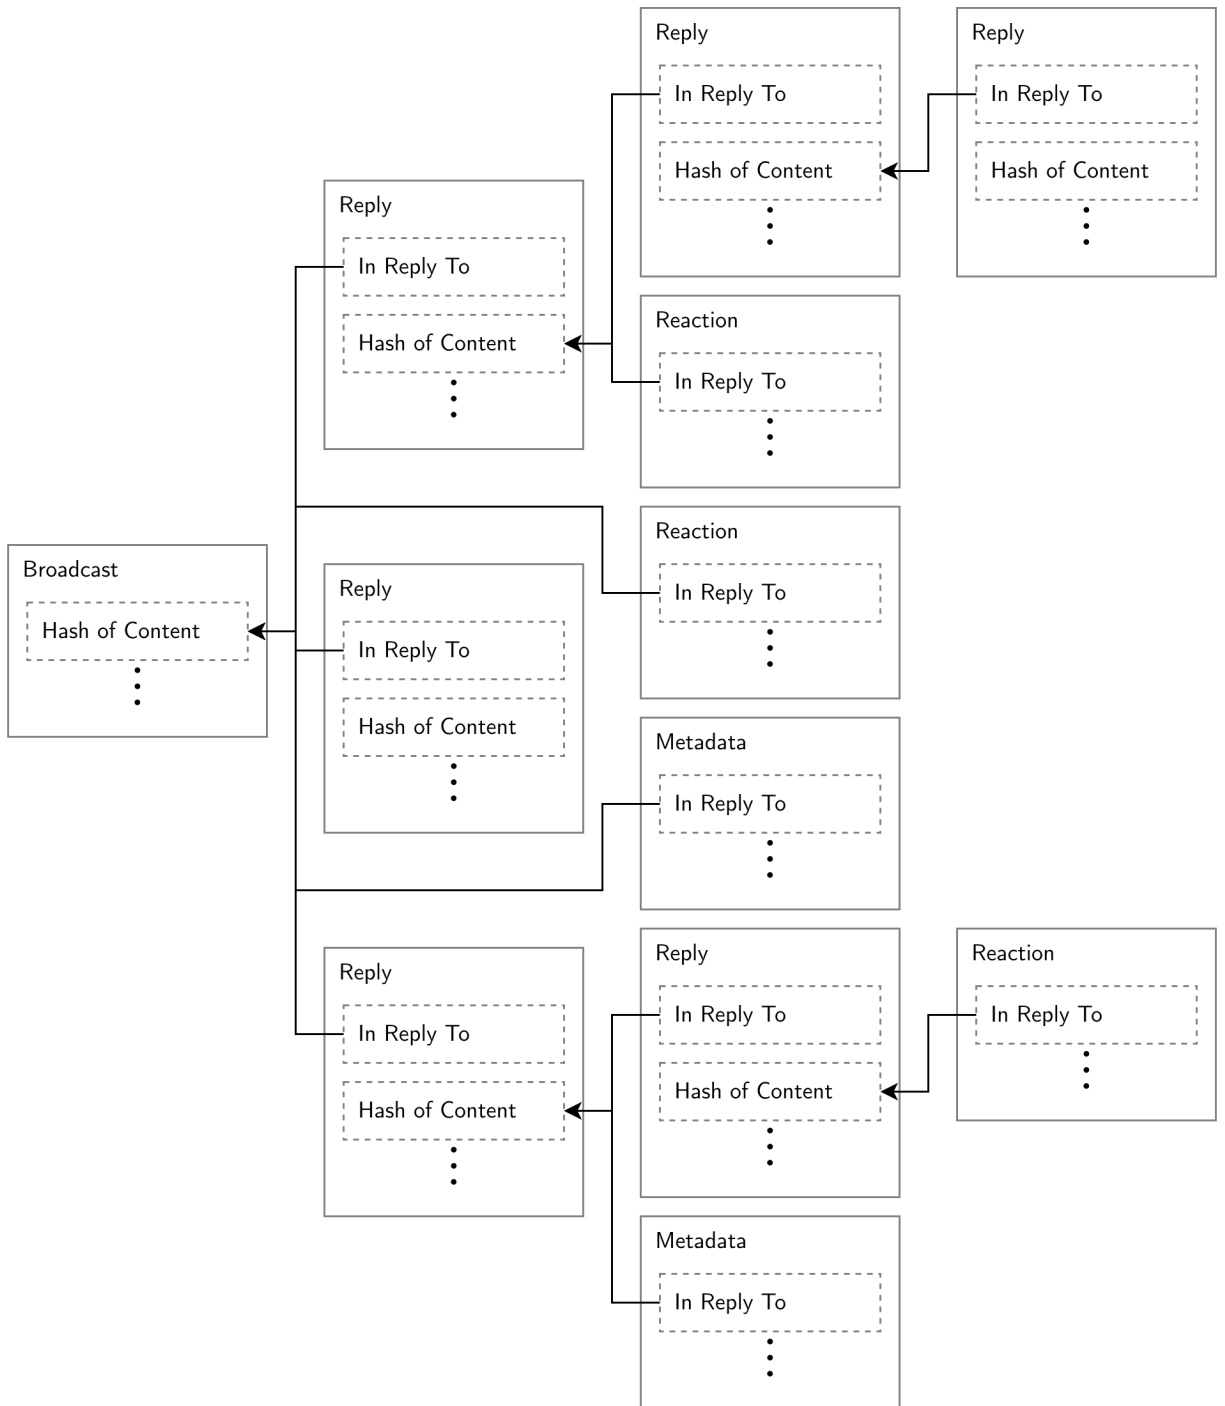 Broadcast
Hash of Content
Reply
In Reply To
Hash of Content
Reply
In Reply To
Hash of Content
Reply
In Reply To
Hash of Content
Reply
In Reply To
Hash of Content
Reaction
In Reply To
Reaction
In Reply To
Metadata
In Reply To
Reply
In Reply To
Hash of Content
Metadata
In Reply To
Reply
In Reply To
Hash of Content
Reaction
In Reply To